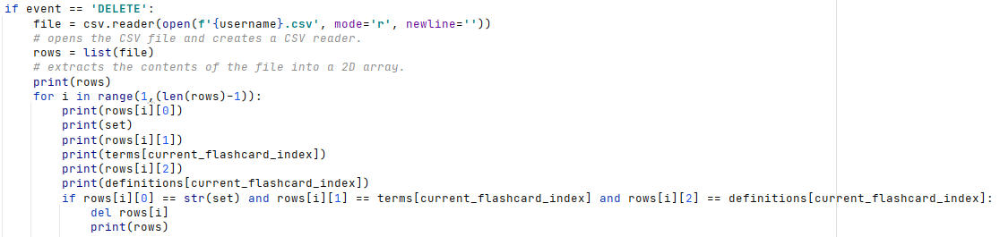 if event == 'DELETE':
    file = csv.reader(open(f'{username}.csv', mode='r', newline=''))
    # opens the CSV file and creates a CSV reader.
    rows = list(file)
    # extracts the contents of the file into a 2D array.
    print(rows)
    for i in range(1,(len(rows)-1)):
        print(rows[i][0])
        print(set)
        print(rows[i][1])
        print(terms[current_flashcard_index])
        print(rows[i][2])
        print(definitions[current_flashcard_index])
        if rows[i][0] == str(set) and rows[i][1] == terms[current_flashcard_index] and rows[i][2] == definitions[current_flashcard_index]:
            del rows[i]
            print(rows)